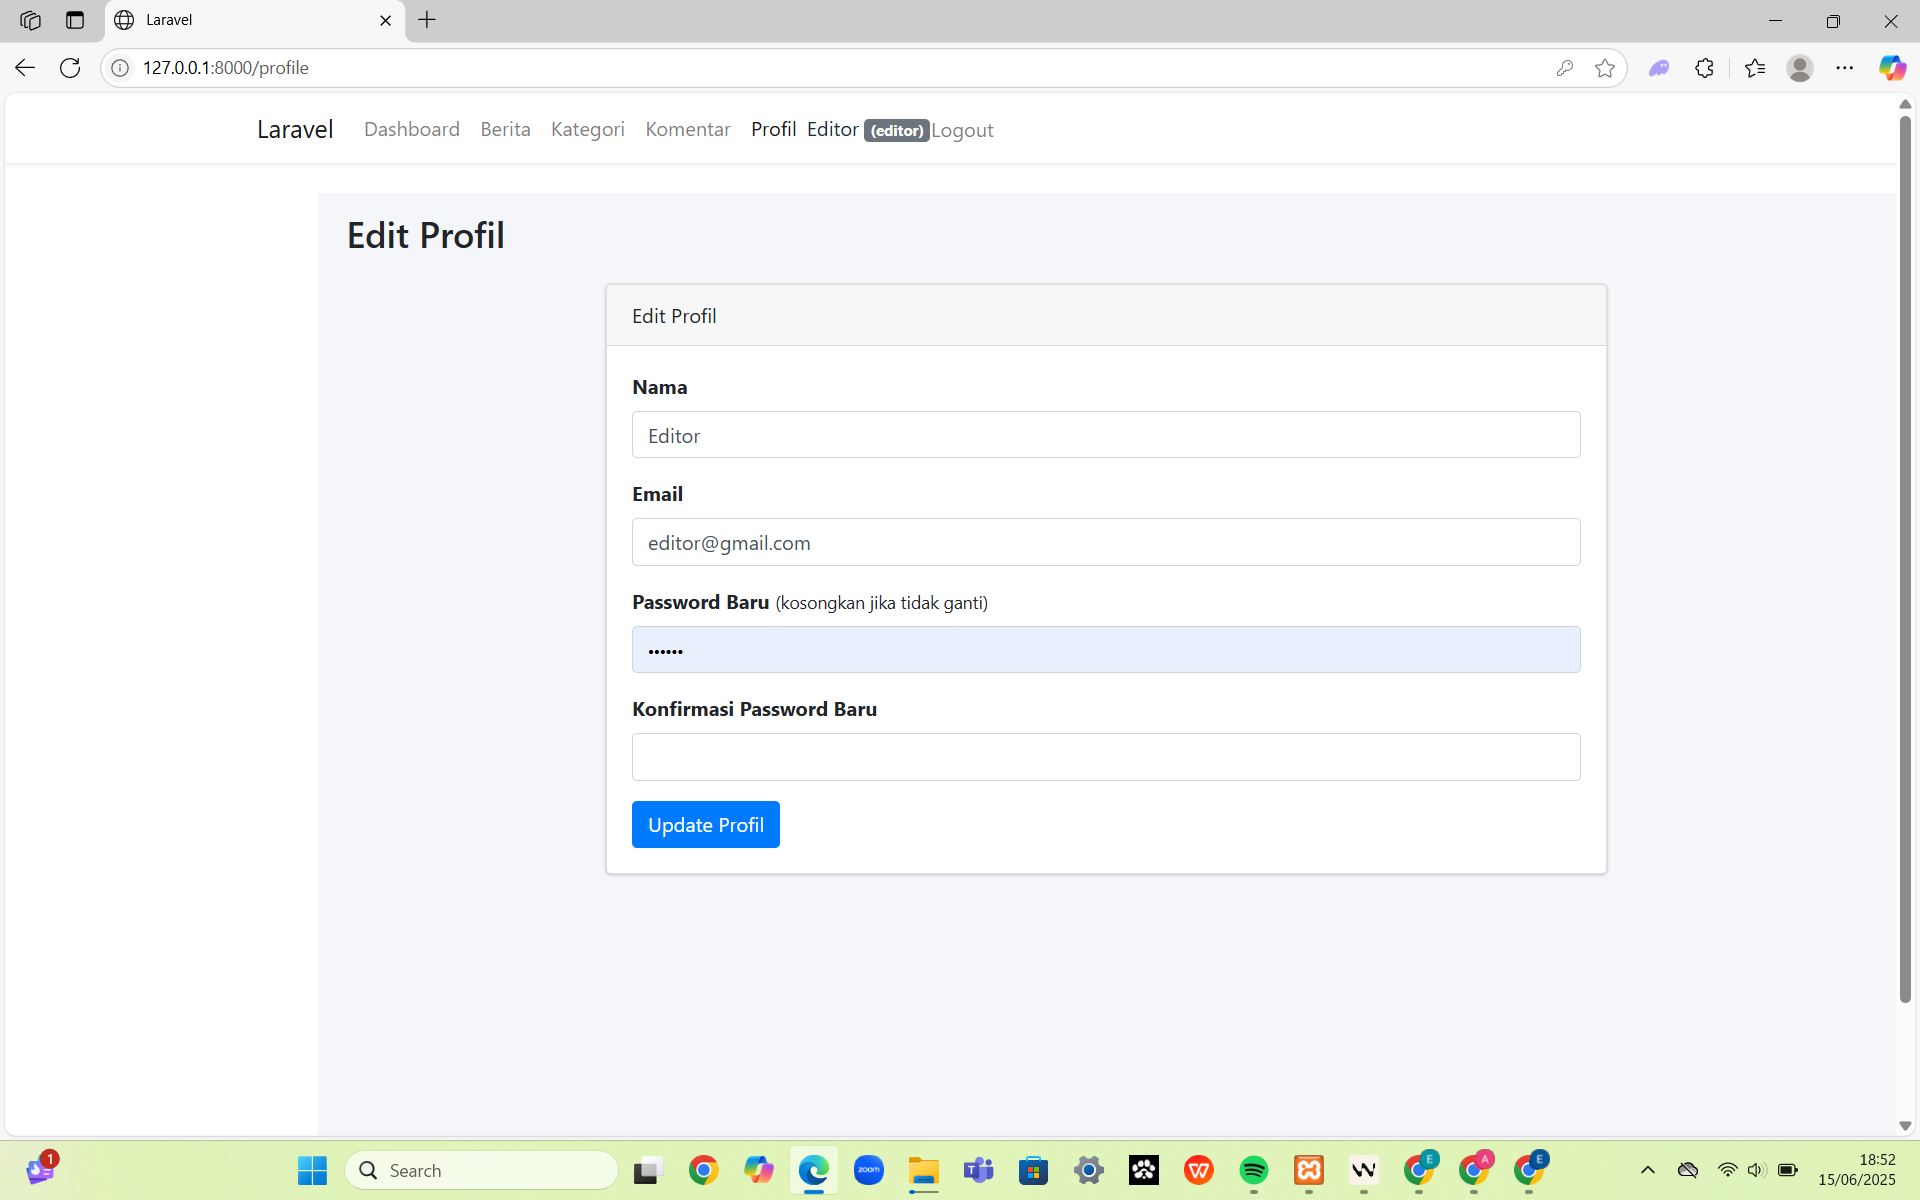 Laravel
127.0.0.1:8000/profile
Laravel Dashboard Berita Kategori Komentar Profil Editor (editor) Logout
Edit Profil
Edit Profil
Nama
Editor
Email
editor@gmail.com
Password Baru (kosongkan jika tidak ganti)
••••••
Konfirmasi Password Baru
Update Profil
1
Search
zoom
E
A
E
18:52
15/06/2025